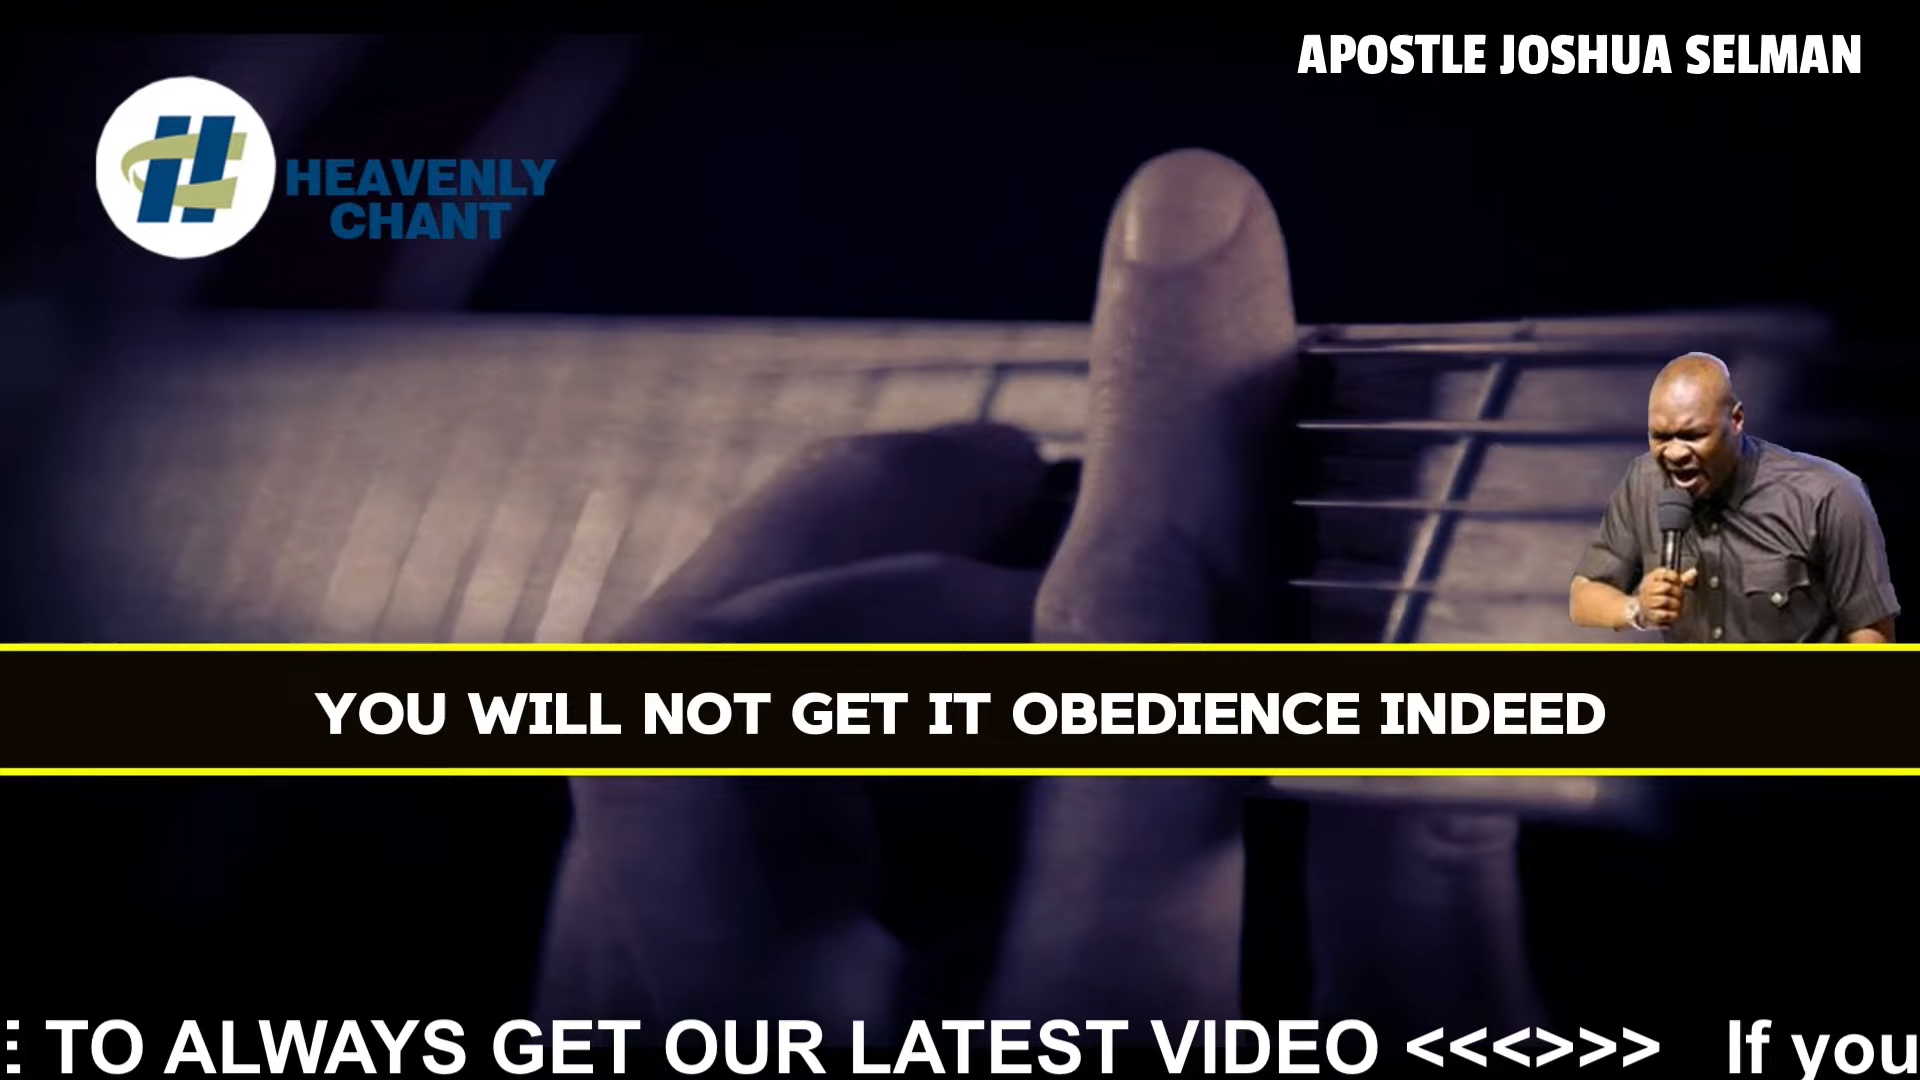 APOSTLE JOSHUA SELMAN
HEAVENLY
CHANT
YOU WILL NOT GET IT OBEDIENCE INDEED
TO ALWAYS GET OUR LATEST VIDEO <<<>>> If you